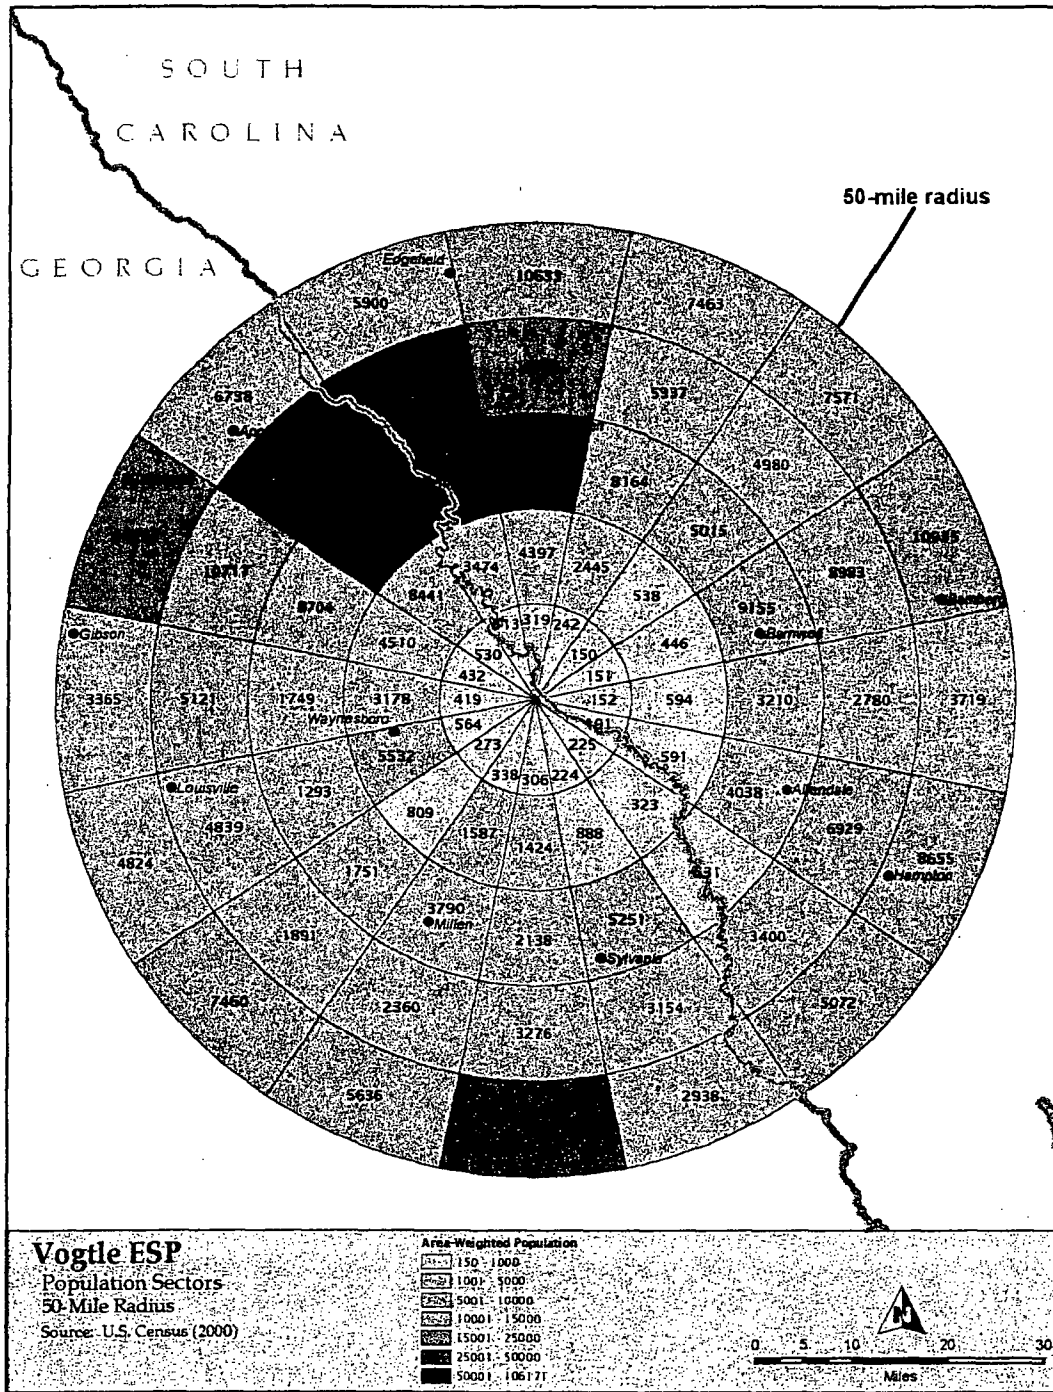 SOUTH
CAROLINA
GEORGIA
50-mile radius
Edgefield
10633
5900
7463
6738
7571
5337
4980
8164
5015
10717
8704
8983
4397
3474
2445
8441
538
9155
Bamberg
319
242
Gibson
4510
530
150
446
Barnwell
432
151
3365
5121
1749
3178
419
152
594
3210
2780
3719
Waynesboro
564
5532
273
225
591
338
306
224
Louisville
1293
809
323
4038
Allendale
4839
1587
1424
888
6929
4824
8655
Hampton
1751
3790
Millen
5251
1891
2138
3400
Sylvania
7460
2360
3276
3154
5072
5636
2938
Vogtle ESP
Population Sectors
50-Mile Radius
Source: U.S. Census (2000)
Area-Weighted Population
150 - 1000
1001 - 5000
5001 - 10000
10001 - 15000
15001 - 25000
25001 - 50000
50001 - 106171
N
0 5 10 20 30
Miles